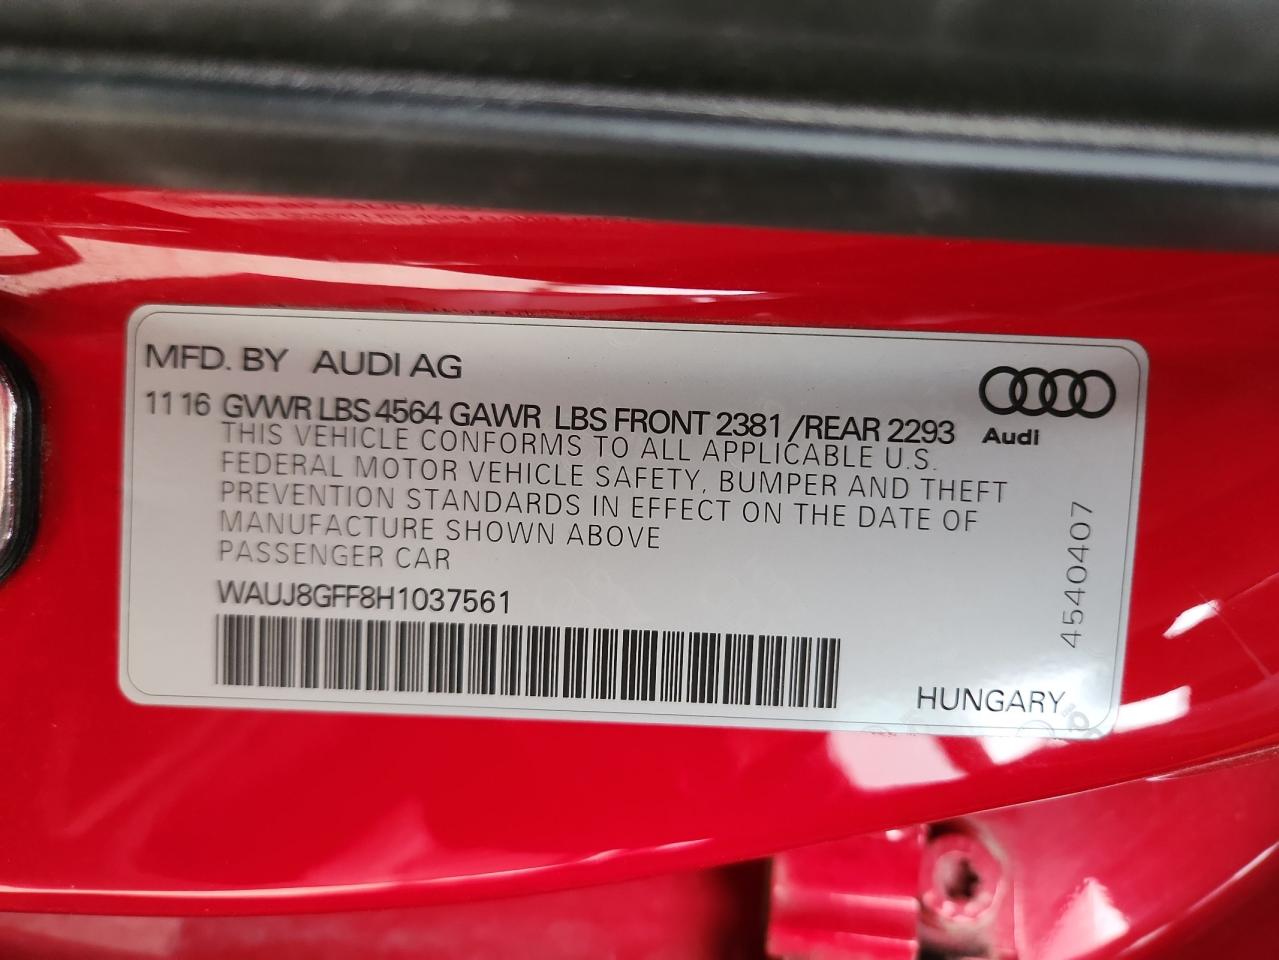 MFD. BY AUDI AG
11 16 GVWR LBS 4564 GAWR LBS FRONT 2381 /REAR 2293
THIS VEHICLE CONFORMS TO ALL APPLICABLE U.S.
FEDERAL MOTOR VEHICLE SAFETY, BUMPER AND THEFT
PREVENTION STANDARDS IN EFFECT ON THE DATE OF
MANUFACTURE SHOWN ABOVE
PASSENGER CAR
WAUJ8GFF8H1037561
Audi
4540407
HUNGARY